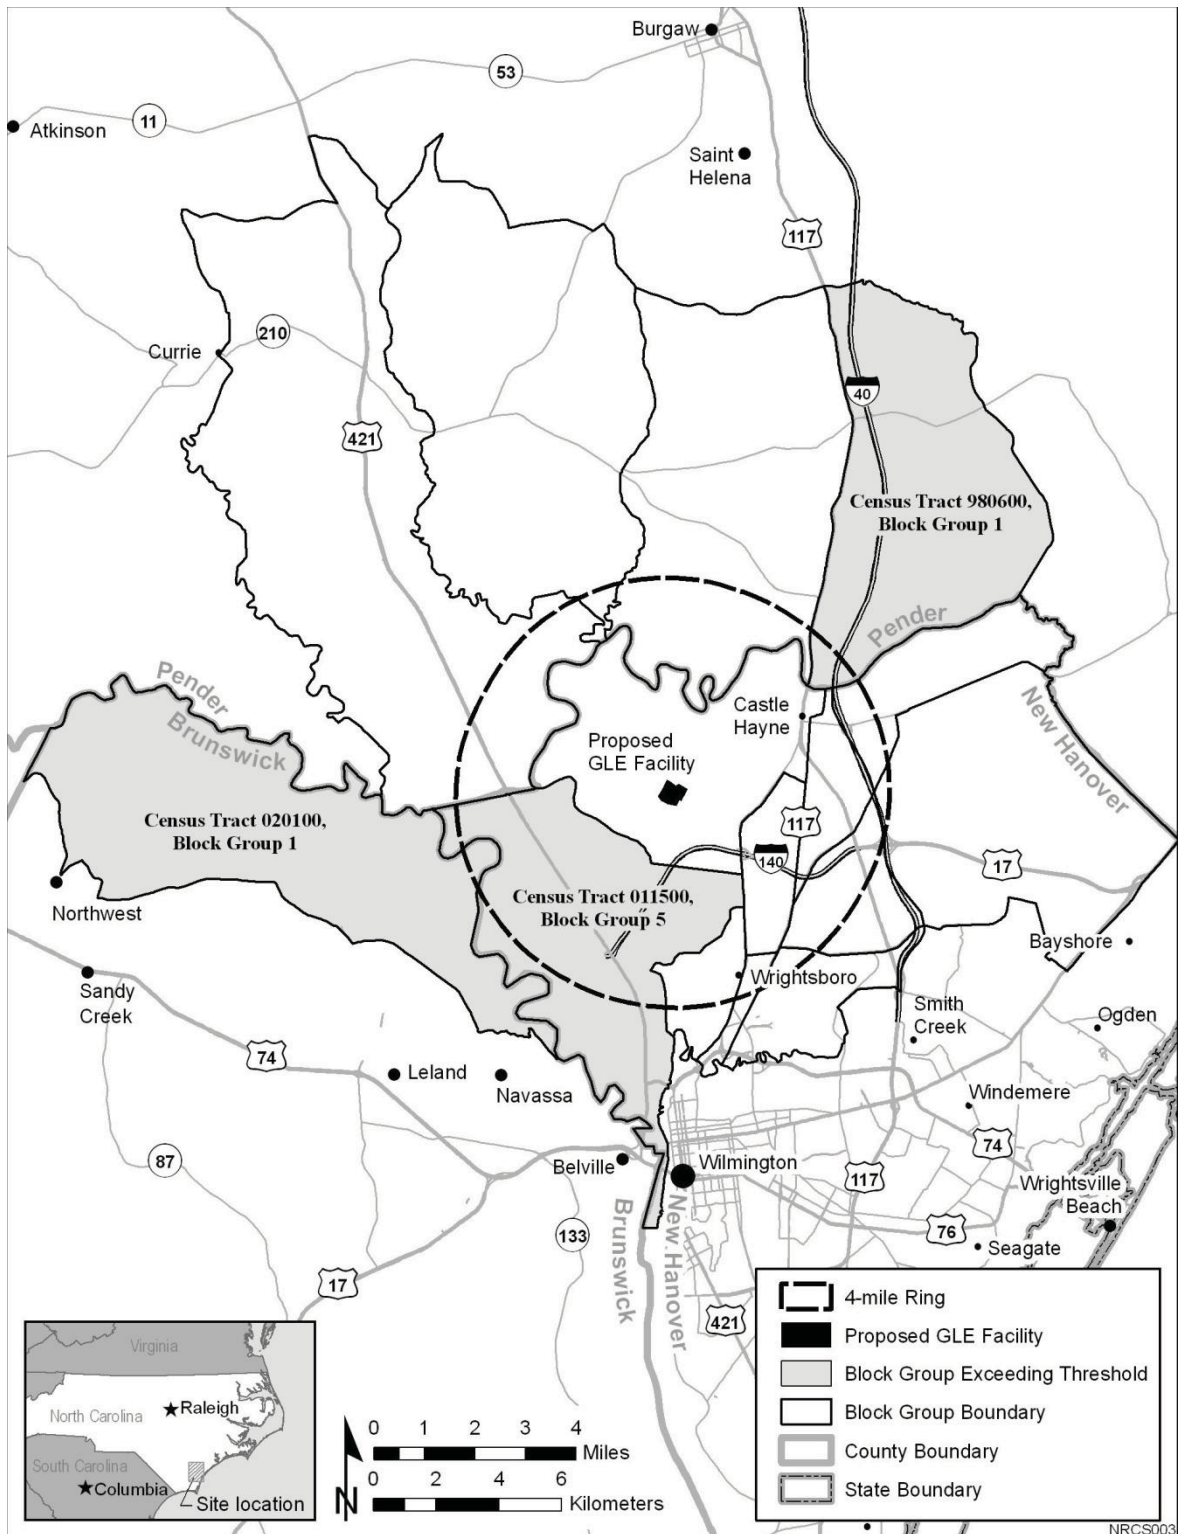 Burgaw
53
11
Atkinson
Saint
Helena
117
210
Currie
40
421
Census Tract 980600,
Block Group 1
Pender
Pender
Brunswick
Castle
Hayne
New Hanover
Proposed
GLE Facility
Census Tract 020100,
Block Group 1
117
140
17
Northwest
Census Tract 011500,
Block Group 5
Bayshore
Sandy
Creek
Wrightsboro
Smith
Creek
Ogden
74
Leland
Navassa
Windemere
74
87
Belville
Wilmington
117
Wrightsville
Beach
133
Brunswick
New Hanover
76
Seagate
17
421
4-mile Ring
Proposed GLE Facility
Block Group Exceeding Threshold
Block Group Boundary
County Boundary
State Boundary
Virginia
North Carolina
Raleigh
South Carolina
Columbia
Site location
N
0 1 2 3 4
Miles
0 2 4 6
Kilometers
NRCS003